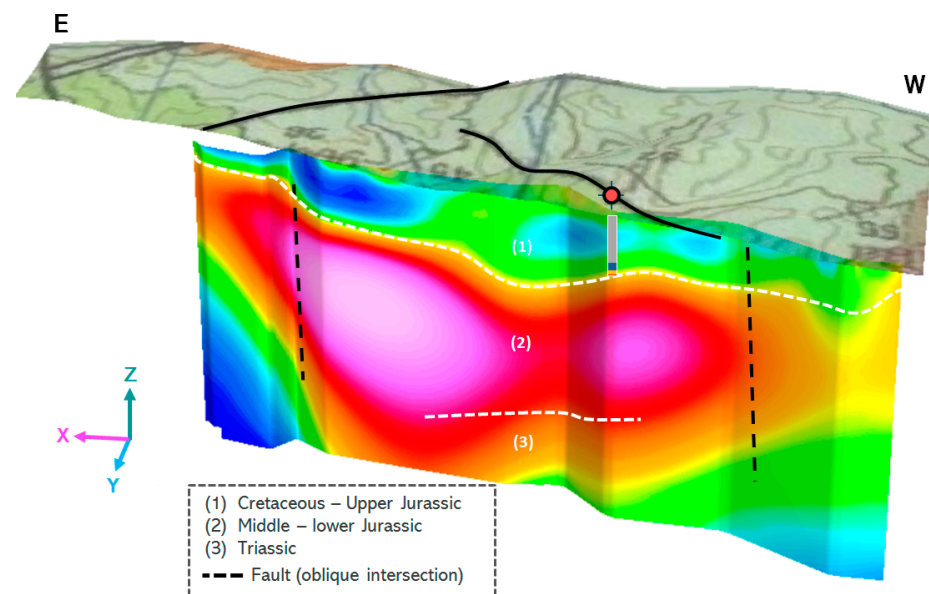 E
W
(1)
(2)
(3)
Z
X
Y
(1) Cretaceous – Upper Jurassic
(2) Middle – lower Jurassic
(3) Triassic
Fault (oblique intersection)